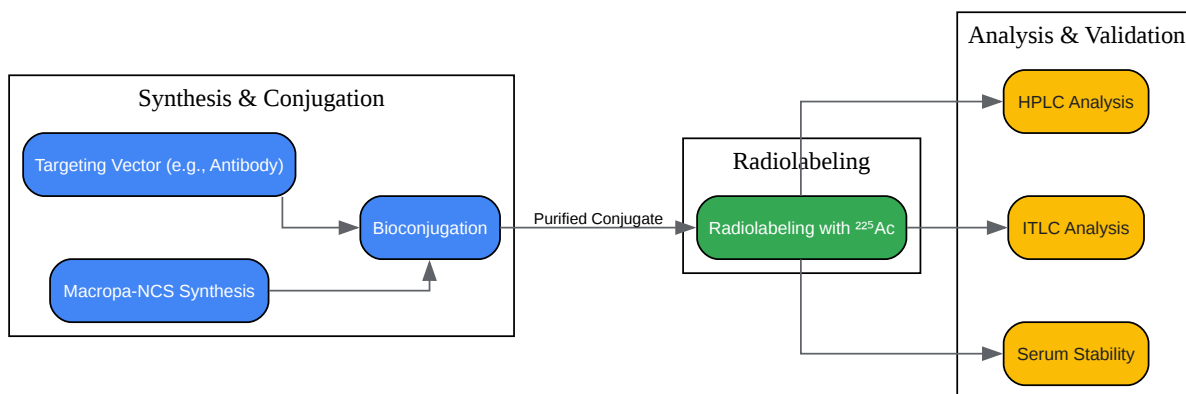 Synthesis & Conjugation
Targeting Vector (e.g., Antibody)
Macropa-NCS Synthesis
Bioconjugation
Purified Conjugate
Radiolabeling
Radiolabeling with ²²⁵Ac
Analysis & Validation
HPLC Analysis
ITLC Analysis
Serum Stability